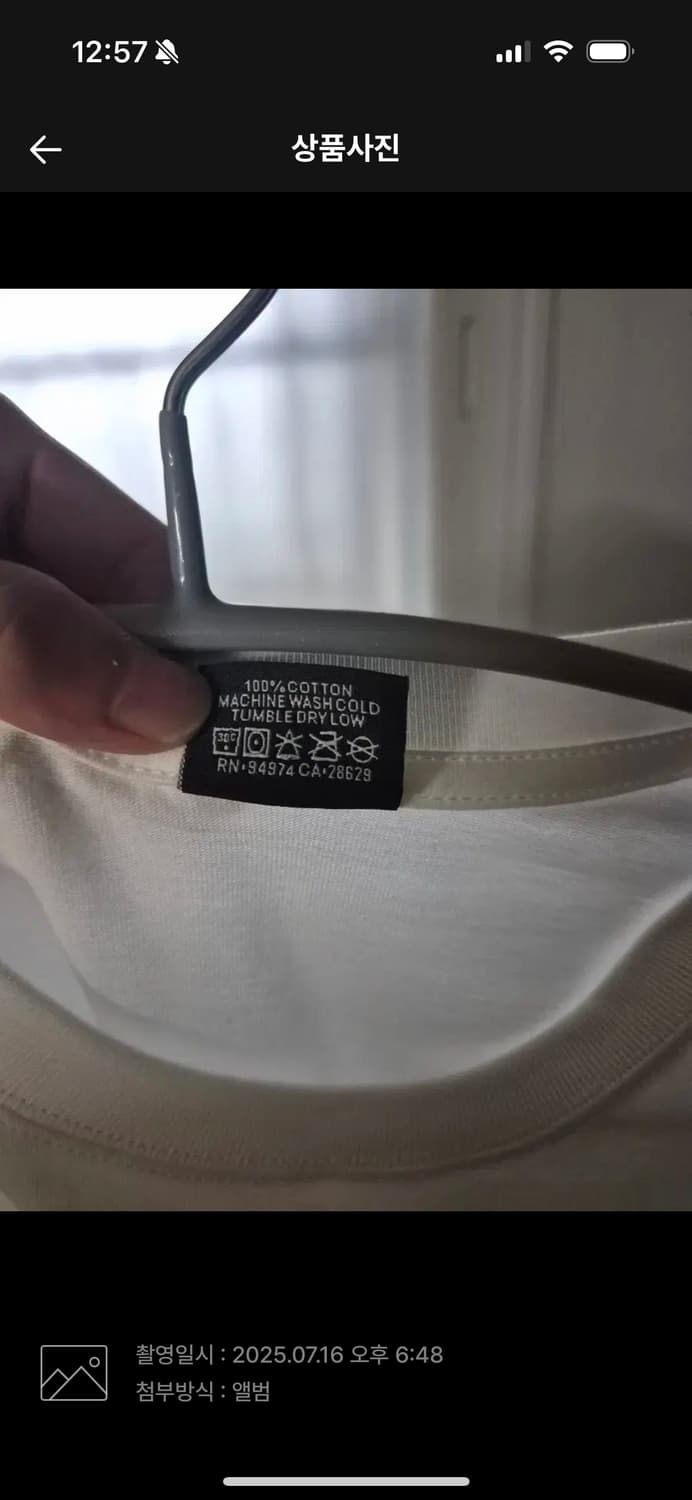 12:57
상품사진
100% COTTON
MACHINE WASH COLD
TUMBLE DRY LOW
30C
RN•94974 CA•28629
촬영일시 : 2025.07.16 오후 6:48
첨부방식 : 앨범